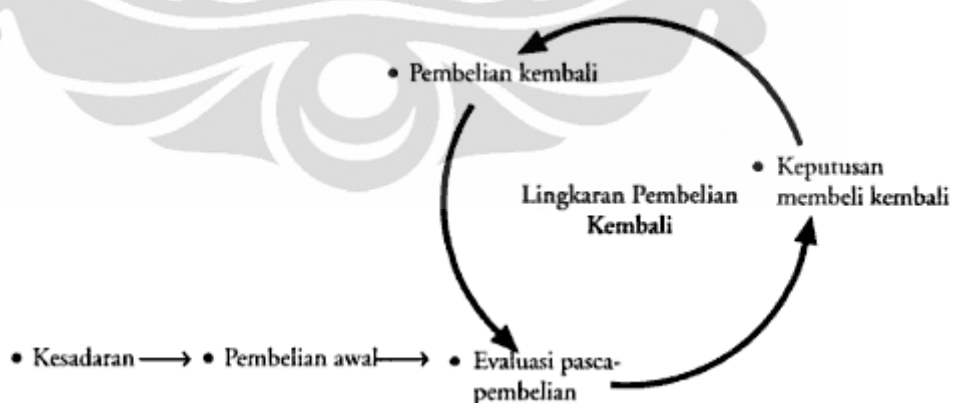 • Pembelian kembali
• Keputusan
membeli kembali
Lingkaran Pembelian
Kembali
• Kesadaran
• Pembelian awal
• Evaluasi pasca-
pembelian